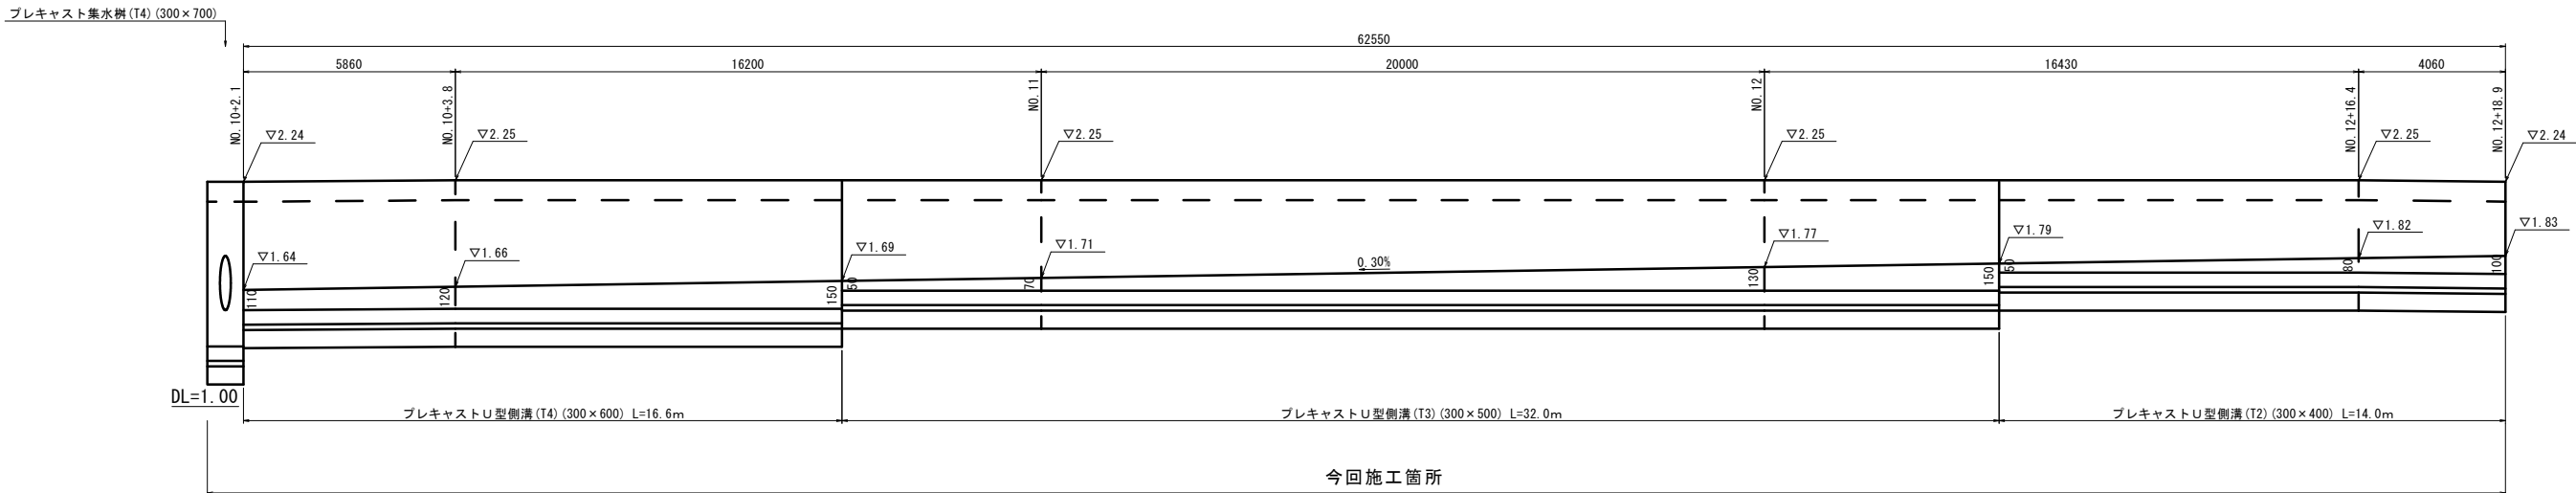 プレキャスト集水桝(T4)(300×700)
62550
5860
16200
20000
16430
4060
NO.10+2.1
NO.10+3.8
NO.11
NO.12
NO.12+16.4
NO.12+18.9
▽2.24
▽2.25
▽2.25
▽2.25
▽2.25
▽2.24
▽1.64
▽1.66
▽1.69
▽1.71
0.30%
▽1.77
▽1.79
▽1.82
▽1.83
110
120
150
50
70
130
150
50
80
100
DL=1.00
プレキャストU型側溝(T4)(300×600) L=16.6m
プレキャストU型側溝(T3)(300×500) L=32.0m
プレキャストU型側溝(T2)(300×400) L=14.0m
今回施工箇所